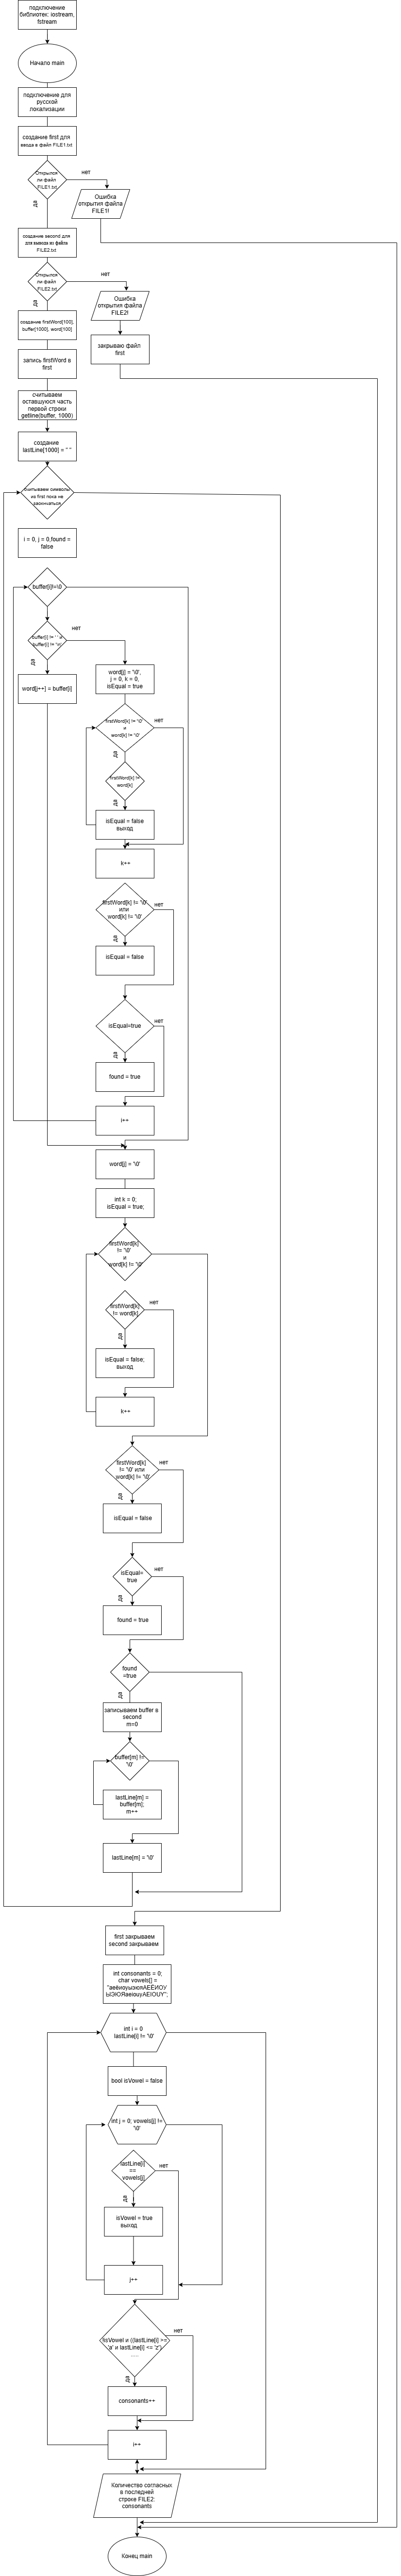 подключение
библиотек: iostream,
fstream
Начало main
подключение для
русской
локализации
создание first для
ввода в файл FILE1.txt
Открылся
ли файл
FILE1.txt
нет
да
Ошибка
открытия файла
FILE1!
создание second для
для вывода из файла
FILE2.txt
Открылся
ли файл
FILE2.txt
нет
да
Ошибка
открытия файла
FILE2!
создание firstWord[100],
buffer[1000], word[100]
закрываю файл
first
запись firstWord в
first
считываем
оставшуюся часть
первой строки
getline(buffer, 1000)
создание
lastLine[1000] = " "
считываем символы
из first пока не
закончаться
i = 0, j = 0,found =
false
buffer[i]!=\0
buffer[i] != ' ' и
buffer[i] != '\n'
нет
да
word[j++] = buffer[i]
word[j] = '\0',
j = 0, k = 0,
isEqual = true
firstWord[k] != '\0'
и
word[k] != '\0'
нет
да
firstWord[k] !=
word[k]
да
isEqual = false
выход
k++
firstWord[k] != '\0'
или
word[k] != '\0'
нет
да
isEqual = false
isEqual=true
нет
да
found = true
i++
word[j] = '\0'
int k = 0;
isEqual = true;
firstWord[k]
!= '\0'
и
word[k] != '\0'
firstWord[k]
!= word[k]
нет
да
isEqual = false;
выход
k++
firstWord[k]
!= '\0' или
word[k] != '\0'
нет
да
isEqual = false
isEqual=
true
нет
да
found = true
found
=true
да
записываем buffer в
second
m=0
buffer[m] !=
'\0'
lastLine[m] =
buffer[m];
m++
lastLine[m] = '\0'
first закрываем
second закрываем
int consonants = 0;
char vowels[] =
int i = 0
lastLine[i] != '\0'
bool isVowel = false
int j = 0; vowels[j] !=
'\0'
lastLine[i]
==
vowels[j]
нет
да
isVowel = true
выход
j++
!isVowel и ((lastLine[i] >=
'a' и lastLine[i] <= 'z')
.....
нет
да
consonants++
i++
Количество согласных
в последней
строке FILE2:
consonants
Конец main